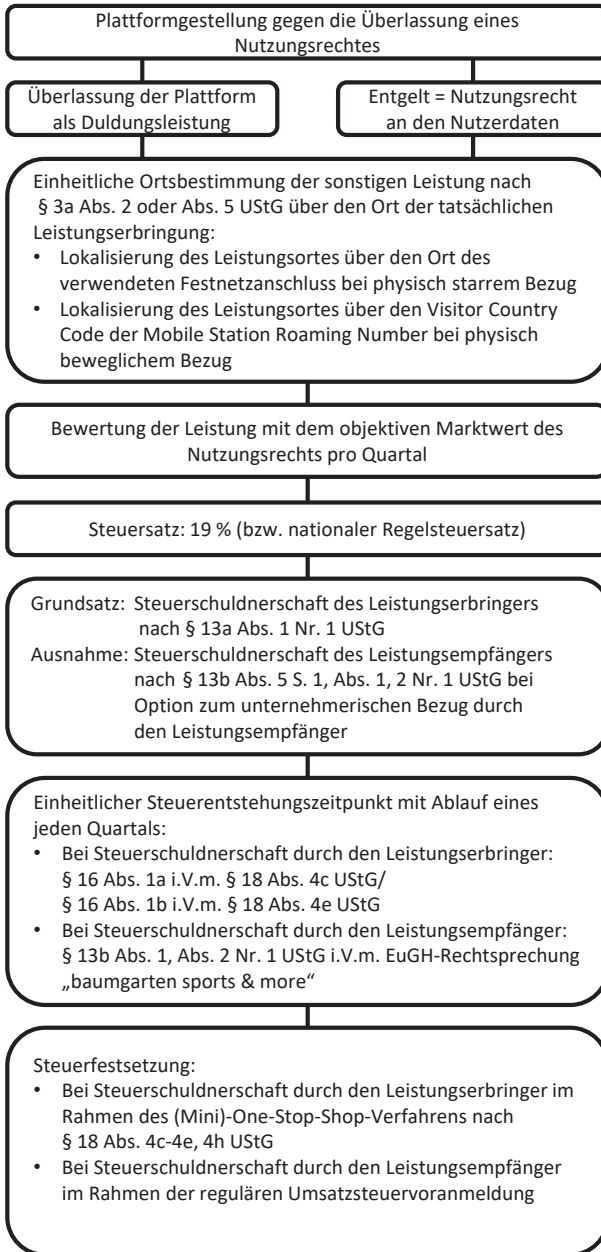 Plattformgestellung gegen die Überlassung eines
Nutzungsrechtes
Überlassung der Plattform
als Duldungsleistung
Entgelt = Nutzungsrecht
an den Nutzerdaten
Einheitliche Ortsbestimmung der sonstigen Leistung nach
§ 3a Abs. 2 oder Abs. 5 UStG über den Ort der tatsächlichen
Leistungserbringung:
• Lokalisierung des Leistungsortes über den Ort des
verwendeten Festnetzanschluss bei physisch starrem Bezug
• Lokalisierung des Leistungsortes über den Visitor Country
Code der Mobile Station Roaming Number bei physisch
beweglichem Bezug
Bewertung der Leistung mit dem objektiven Marktwert des
Nutzungsrechts pro Quartal
Steuersatz: 19 % (bzw. nationaler Regelsteuersatz)
Grundsatz: Steuerschuldnerschaft des Leistungserbringers
nach § 13a Abs. 1 Nr. 1 UStG
Ausnahme: Steuerschuldnerschaft des Leistungsempfängers
nach § 13b Abs. 5 S. 1, Abs. 1, 2 Nr. 1 UStG bei
Option zum unternehmerischen Bezug durch
den Leistungsempfänger
Einheitlicher Steuerentstehungszeitpunkt mit Ablauf eines
jeden Quartals:
• Bei Steuerschuldnerschaft durch den Leistungserbringer:
§ 16 Abs. 1a i.V.m. § 18 Abs. 4c UStG/
§ 16 Abs. 1b i.V.m. § 18 Abs. 4e UStG
• Bei Steuerschuldnerschaft durch den Leistungsempfänger:
§ 13b Abs. 1, Abs. 2 Nr. 1 UStG i.V.m. EuGH-Rechtsprechung
„baumgarten sports & more“
Steuerfestsetzung:
• Bei Steuerschuldnerschaft durch den Leistungserbringer im
Rahmen des (Mini)-One-Stop-Shop-Verfahrens nach
§ 18 Abs. 4c-4e, 4h UStG
• Bei Steuerschuldnerschaft durch den Leistungsempfänger
im Rahmen der regulären Umsatzsteuervoranmeldung